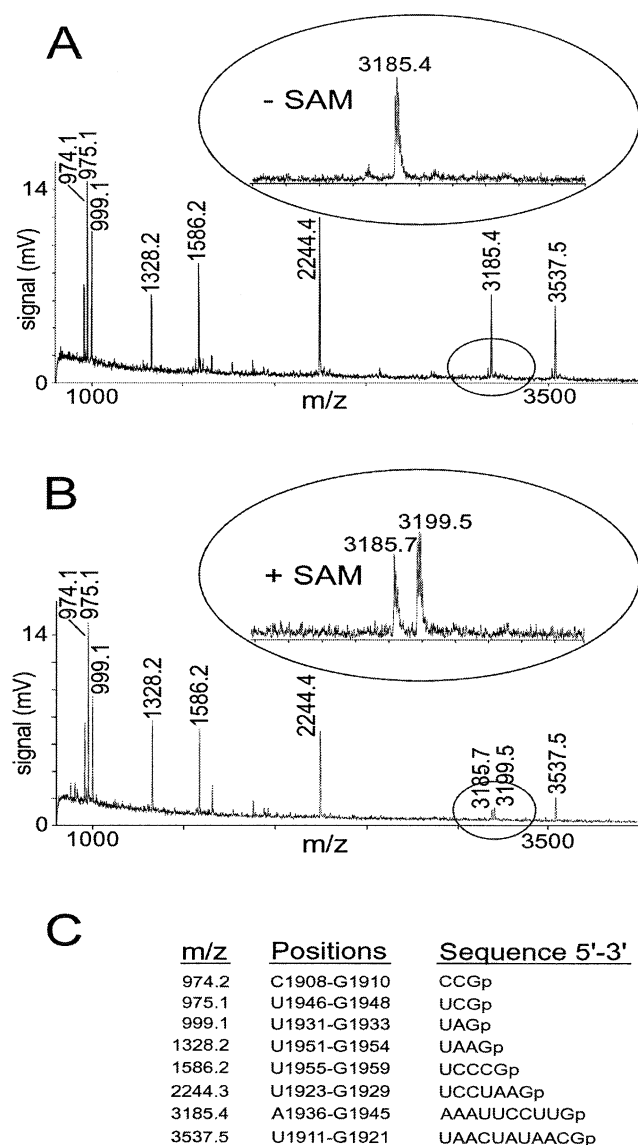 A
3185.4
- SAM
974.1
975.1
999.1
14
1328.2
1586.2
2244.4
3185.4
3537.5
signal (mV)
0
1000
m/z
3500
B
3199.5
3185.7
+ SAM
974.1
975.1
999.1
14
1328.2
1586.2
2244.4
3185.7
3199.5
3537.5
signal (mV)
0
1000
m/z
3500
C
m/z Positions Sequence 5'-3'
974.2 C1908-G1910 CCGp
975.1 U1946-G1948 UCGp
999.1 U1931-G1933 UAGp
1328.2 U1951-G1954 UAAGp
1586.2 U1955-G1959 UCCCGp
2244.3 U1923-G1929 UCCUAAGp
3185.4 A1936-G1945 AAAUUCCUUGp
3537.5 U1911-G1921 UAACUAUAACGp